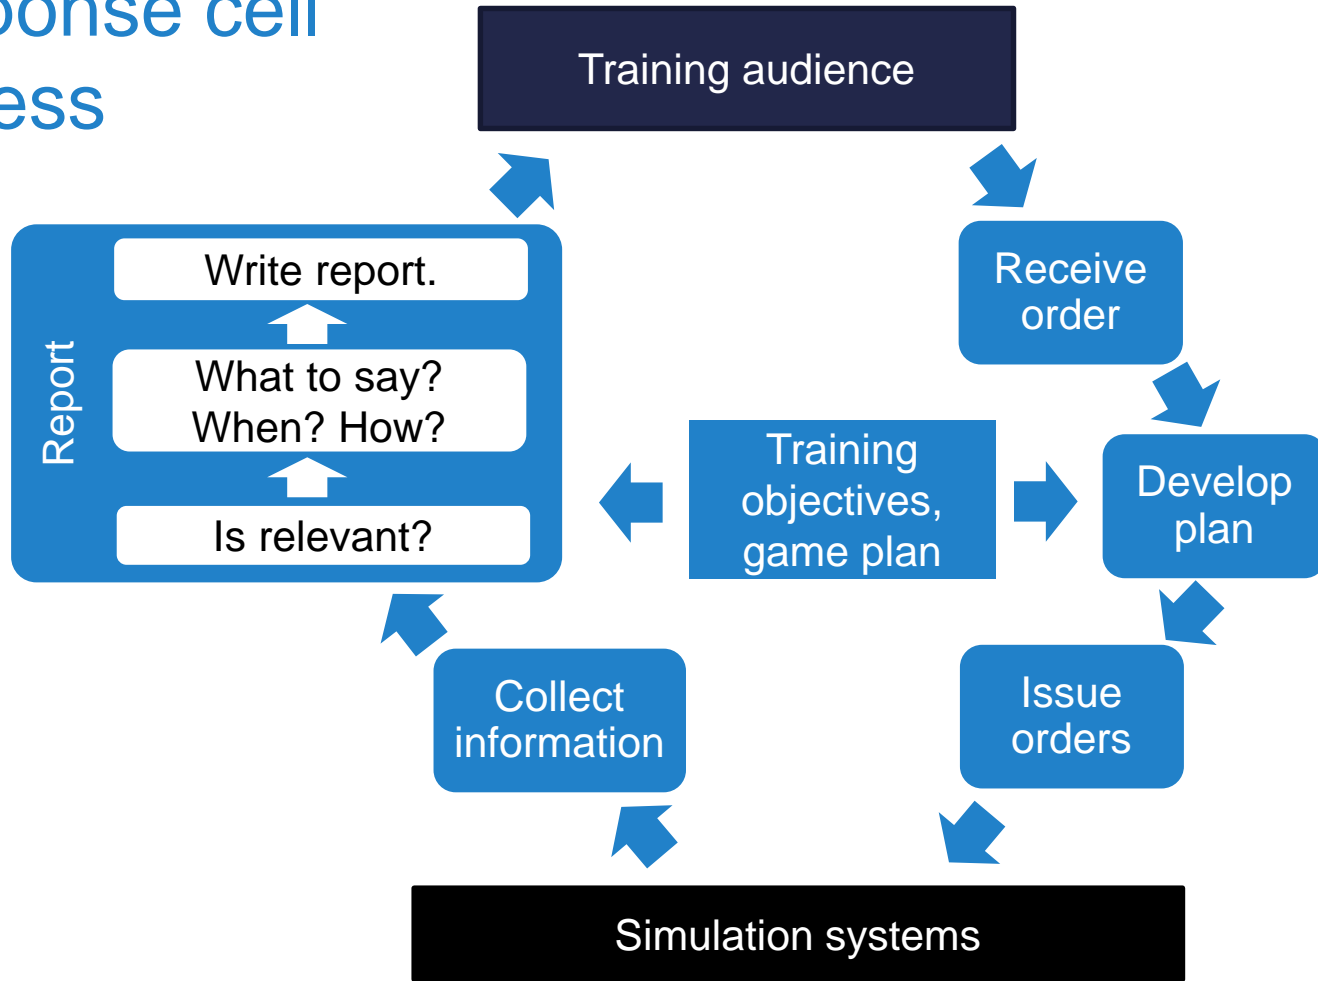 ponse cell
ess
Training audience
Write report.
What to say?
When? How?
Is relevant?
Report
Receive
order
Training
objectives,
game plan
Develop
plan
Collect
information
Issue
orders
Simulation systems